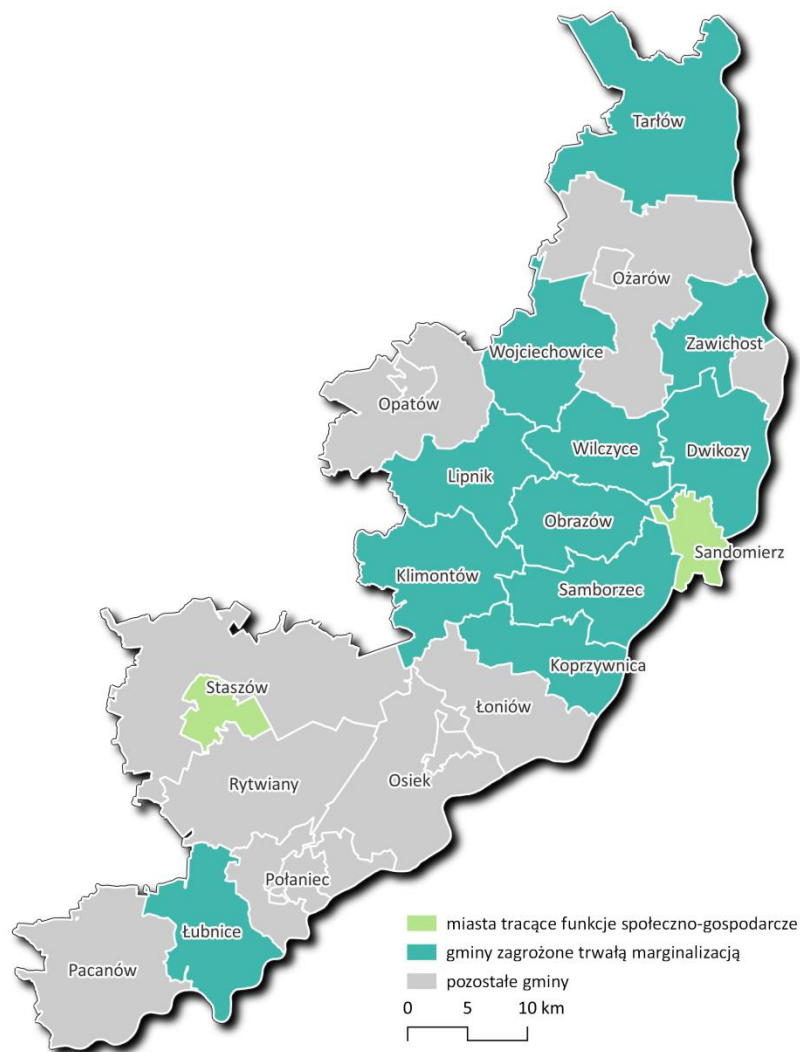 Tarłów
Ożarów
Zawichost
Wojciechowice
Opatów
Wilczyce
Dwikozy
Lipnik
Obrazów
Sandomierz
Klimontów
Samborzec
Koprzywnica
Staszów
Łoniów
Rytwiany
Osiek
Połaniec
Łubnice
Pacanów
miasta tracące funkcje społeczno-gospodarcze
gminy zagrożone trwałą marginalizacją
pozostałe gminy
0 5 10 km